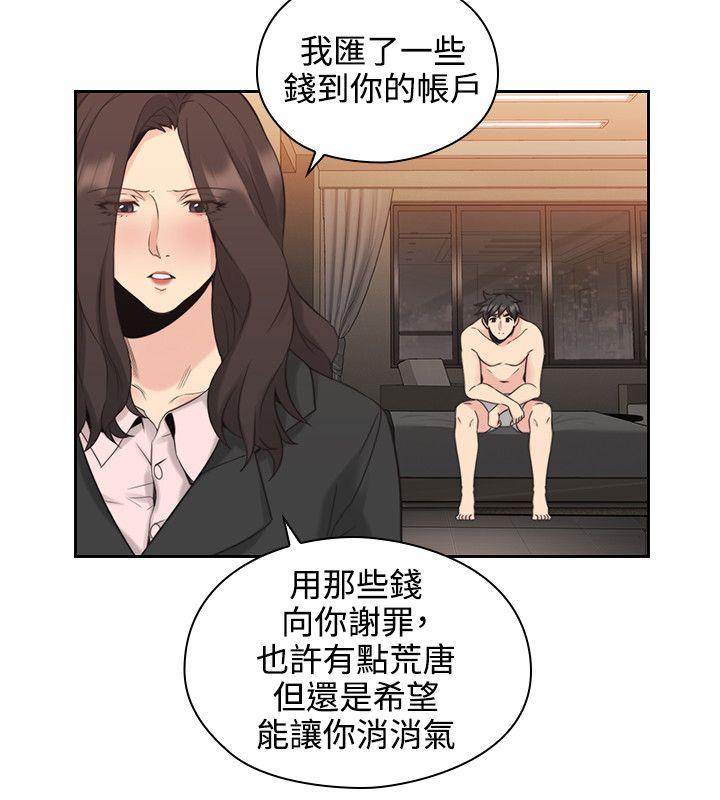 我匯了一些
錢到你的帳戶
用那些錢
向你謝罪，
也許有點荒唐
但還是希望
能讓你消消氣